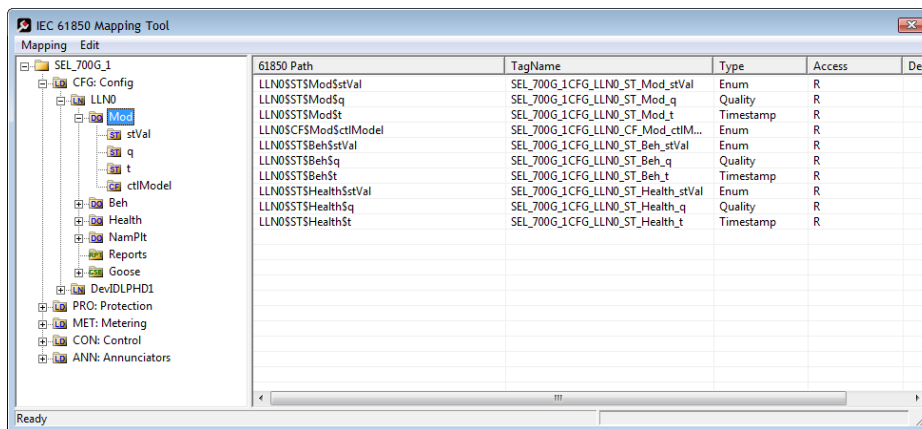 IEC 61850 Mapping Tool
Mapping Edit
SEL_700G_1
CFG: Config
LLN0
Mod
stVal
q
t
ctlModel
Beh
Health
NamPlt
Reports
Goose
DevIDLPHD1
PRO: Protection
MET: Metering
CON: Control
ANN: Annunciators
61850 Path TagName Type Access De
LLN0$ST$Mod$stVal SEL_700G_1CFG_LLN0_ST_Mod_stVal Enum R
LLN0$ST$Mod$q SEL_700G_1CFG_LLN0_ST_Mod_q Quality R
LLN0$ST$Mod$t SEL_700G_1CFG_LLN0_ST_Mod_t Timestamp R
LLN0$CF$Mod$ctlModel SEL_700G_1CFG_LLN0_CF_Mod_ctlM... Enum R
LLN0$ST$Beh$stVal SEL_700G_1CFG_LLN0_ST_Beh_stVal Enum R
LLN0$ST$Beh$q SEL_700G_1CFG_LLN0_ST_Beh_q Quality R
LLN0$ST$Beh$t SEL_700G_1CFG_LLN0_ST_Beh_t Timestamp R
LLN0$ST$Health$stVal SEL_700G_1CFG_LLN0_ST_Health_stVal Enum R
LLN0$ST$Health$q SEL_700G_1CFG_LLN0_ST_Health_q Quality R
LLN0$ST$Health$t SEL_700G_1CFG_LLN0_ST_Health_t Timestamp R
Ready